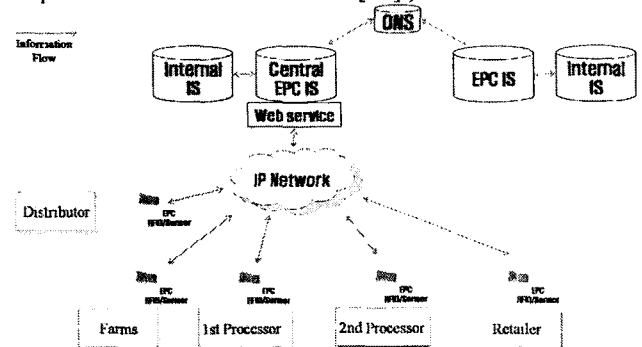 ONS
Information
Flow
Internal
IS
Central
EPC IS
EPC IS
Internal
IS
Web service
IP Network
Distributor
EPC
RFID/Sensor
EPC
RFID/Sensor
EPC
RFID/Sensor
EPC
RFID/Sensor
EPC
RFID/Sensor
Farms
1st Processor
2nd Processor
Retailer